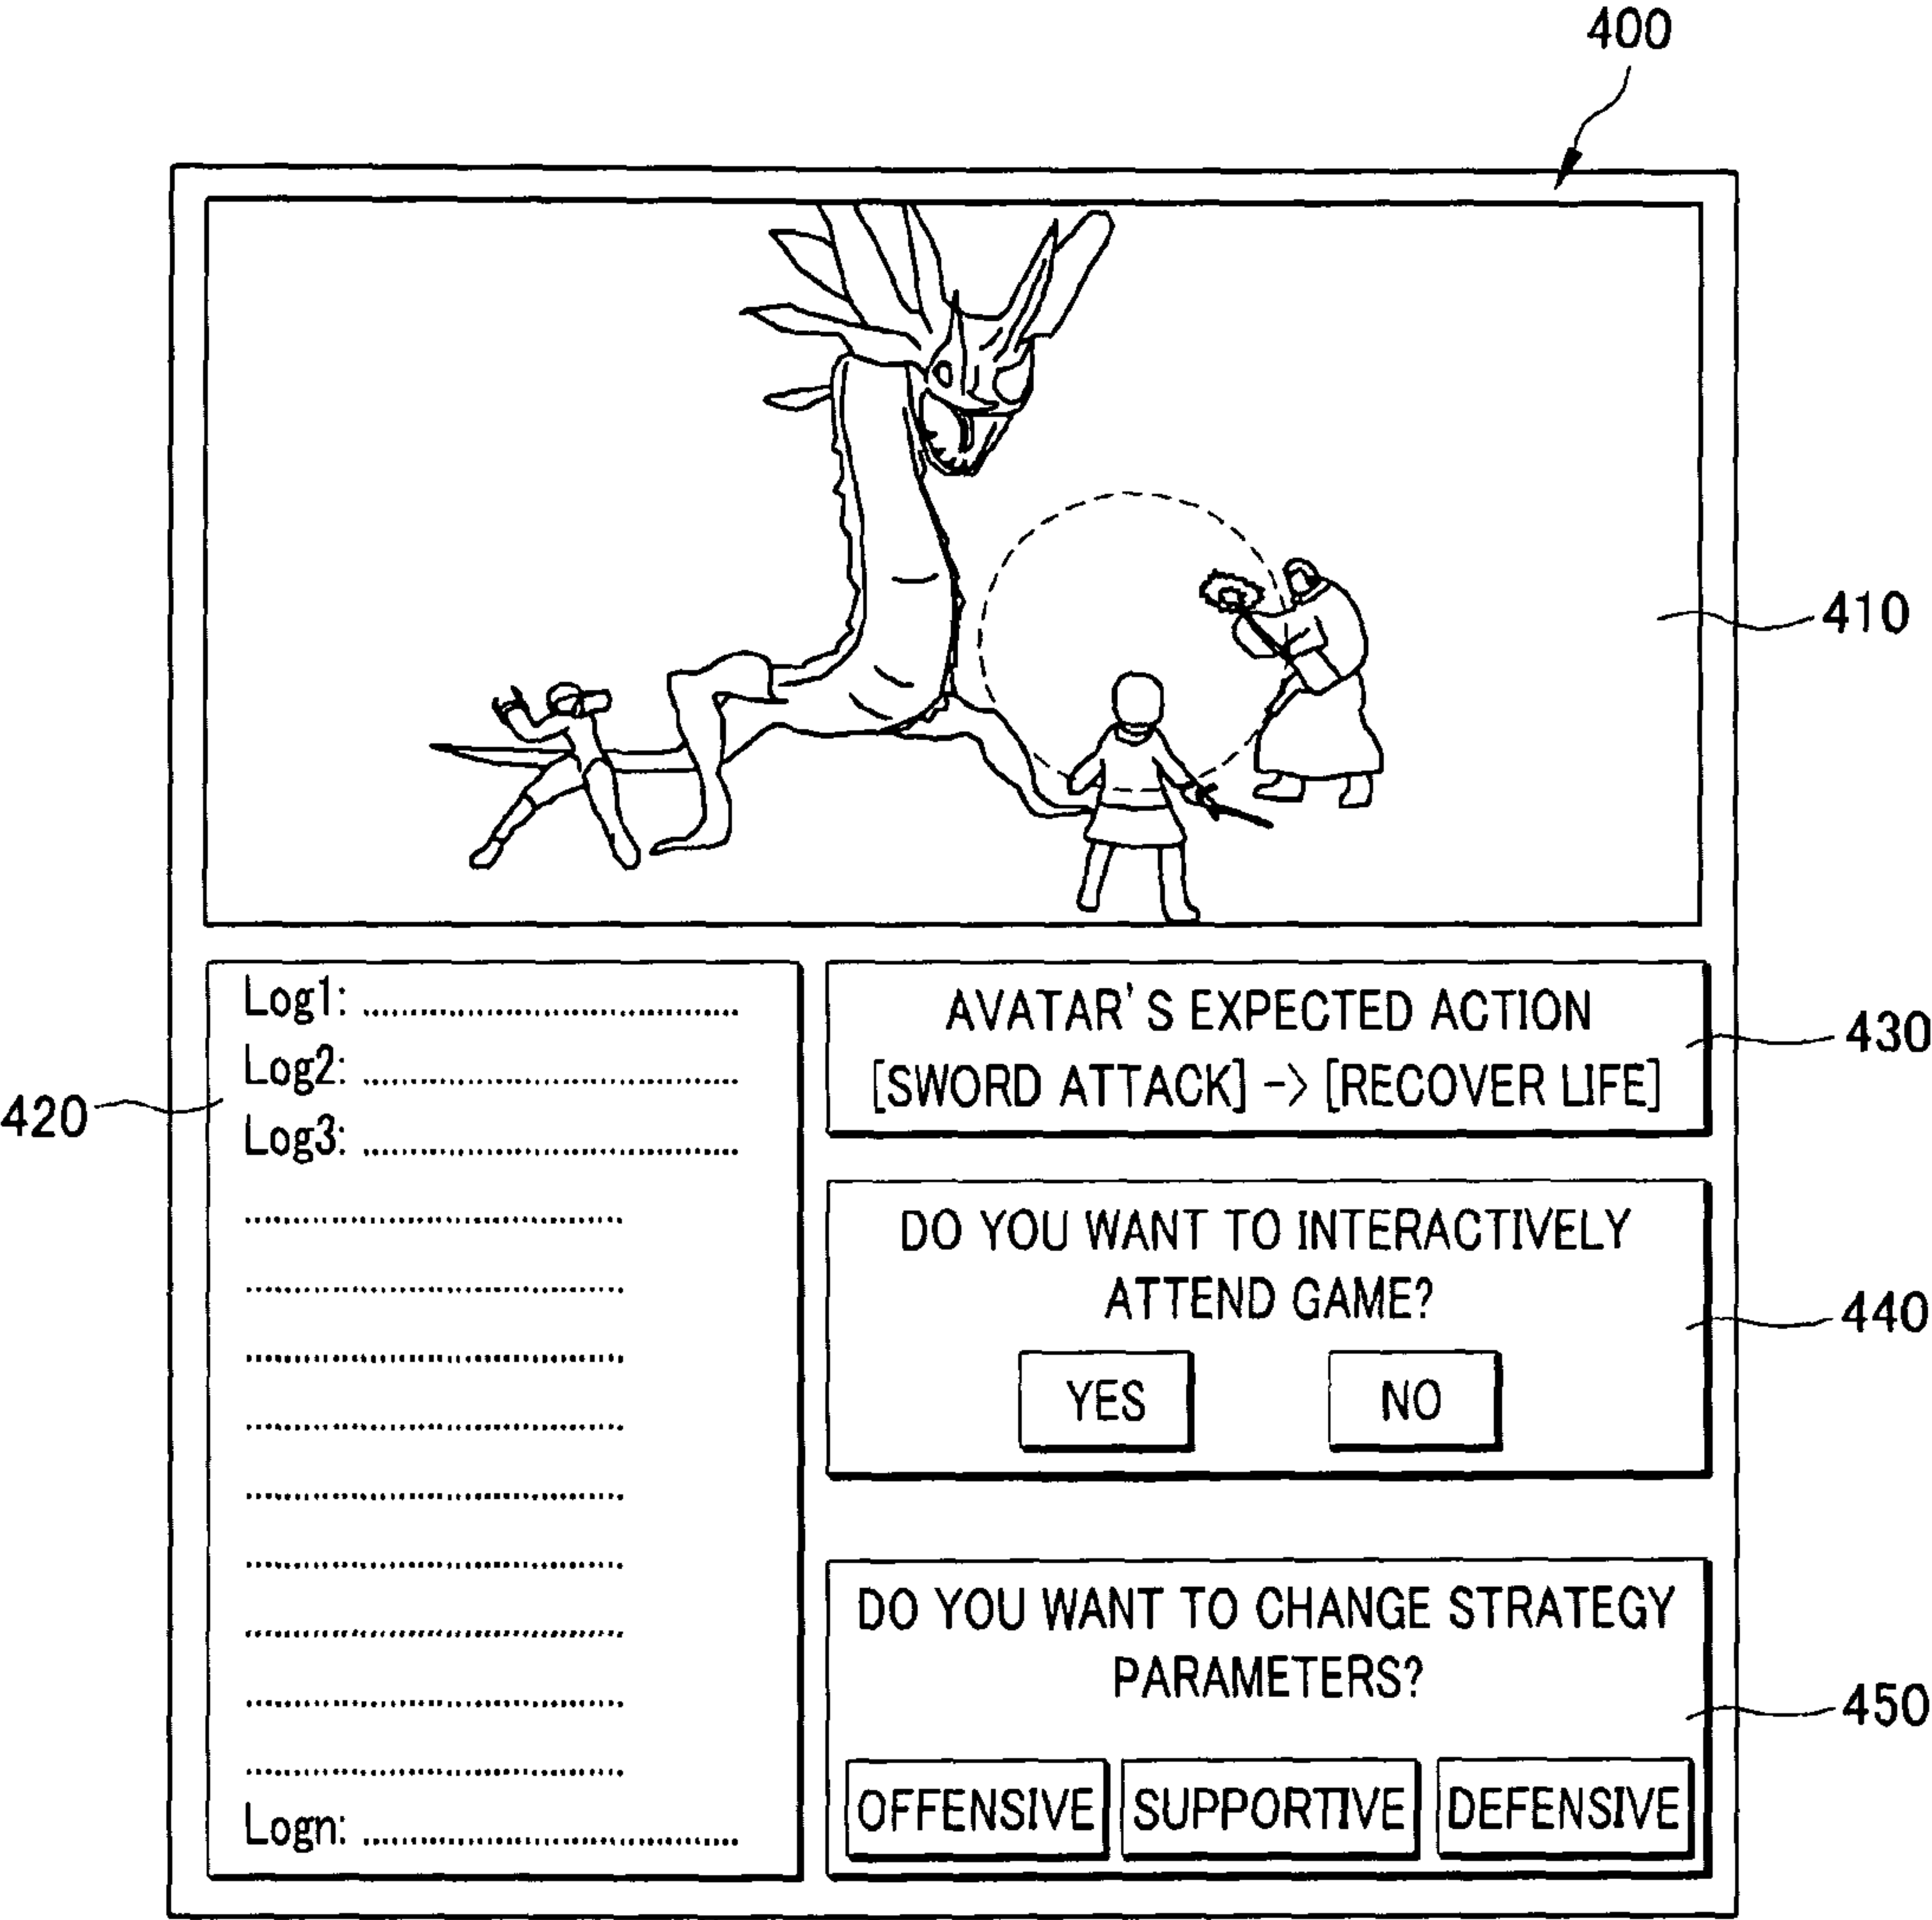 400
410
Log1:
Log2:
Log3:
Logn:
420
AVATAR'S EXPECTED ACTION
[SWORD ATTACK] -> [RECOVER LIFE]
430
DO YOU WANT TO INTERACTIVELY
ATTEND GAME?
YES NO
440
DO YOU WANT TO CHANGE STRATEGY
PARAMETERS?
OFFENSIVE SUPPORTIVE DEFENSIVE
450